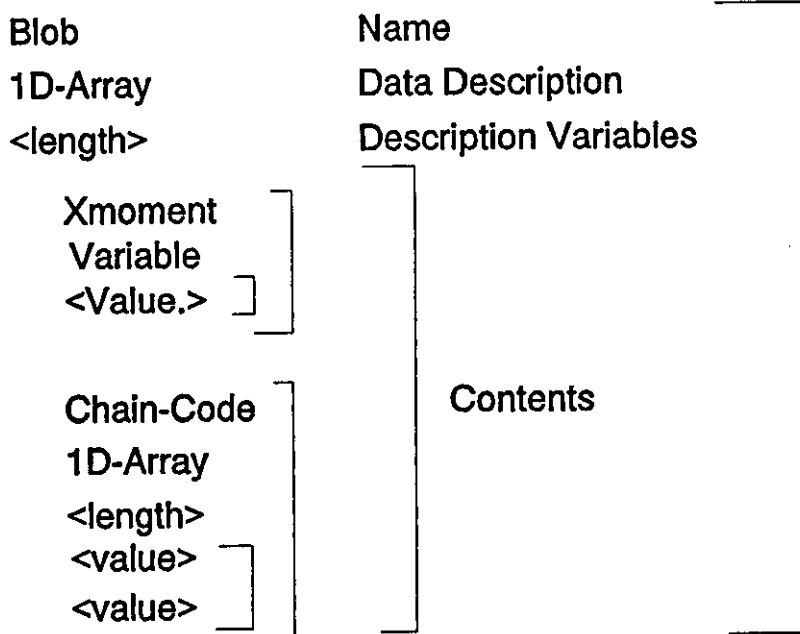 Blob Name
1D-Array Data Description
<length> Description Variables
Xmoment
Variable
<Value.>
Chain-Code Contents
1D-Array
<length>
<value>
<value>